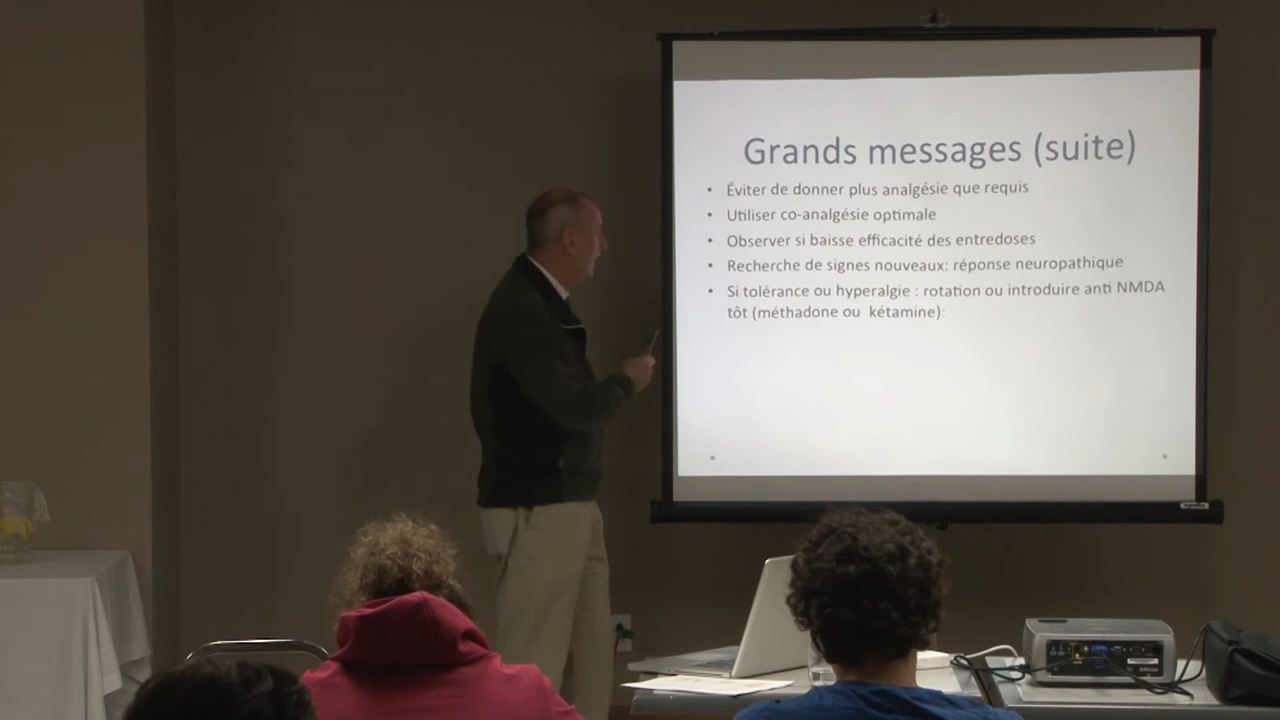 Grands messages (suite)
• Éviter de donner plus analgésie que requis
• Utiliser co-analgésie optimale
• Observer si baisse efficacité des entredoses
• Recherche de signes nouveaux: réponse neuropathique
• Si tolérance ou hyperalgie : rotation ou introduire anti NMDA
tôt (méthadone ou  kétamine):